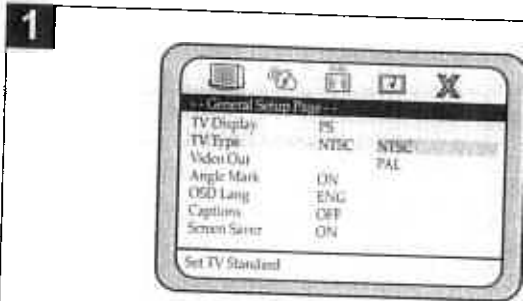 1
-- General Setup Page --
TV Display PS
TV Type NTSC NTSC
Video Out PAL
Angle Mark ON
OSD Lang ENG
Captions OFF
Screen Saver ON
Set TV Standard